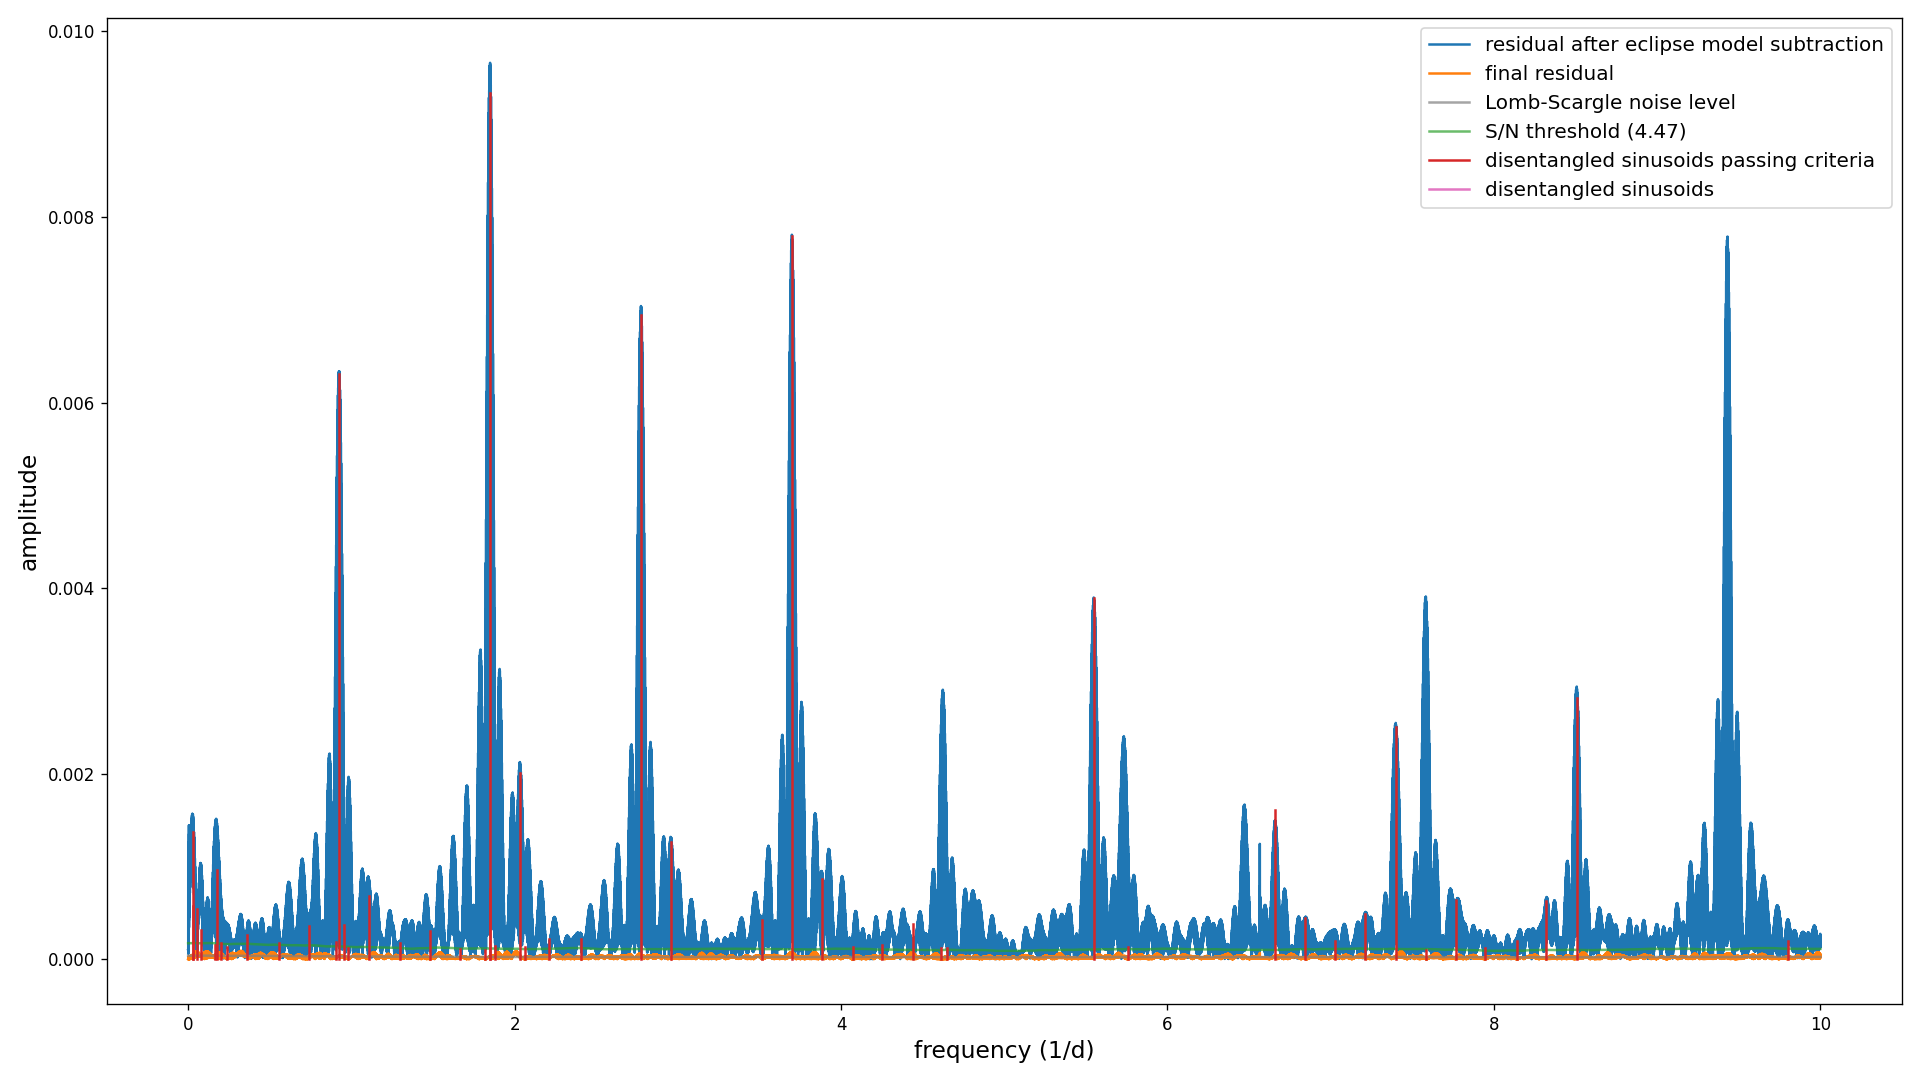 0.010
0.008
0.006
0.004
0.002
0.000
amplitude
0 2 4 6 8 10
frequency (1/d)
residual after eclipse model subtraction
final residual
Lomb-Scargle noise level
S/N threshold (4.47)
disentangled sinusoids passing criteria
disentangled sinusoids